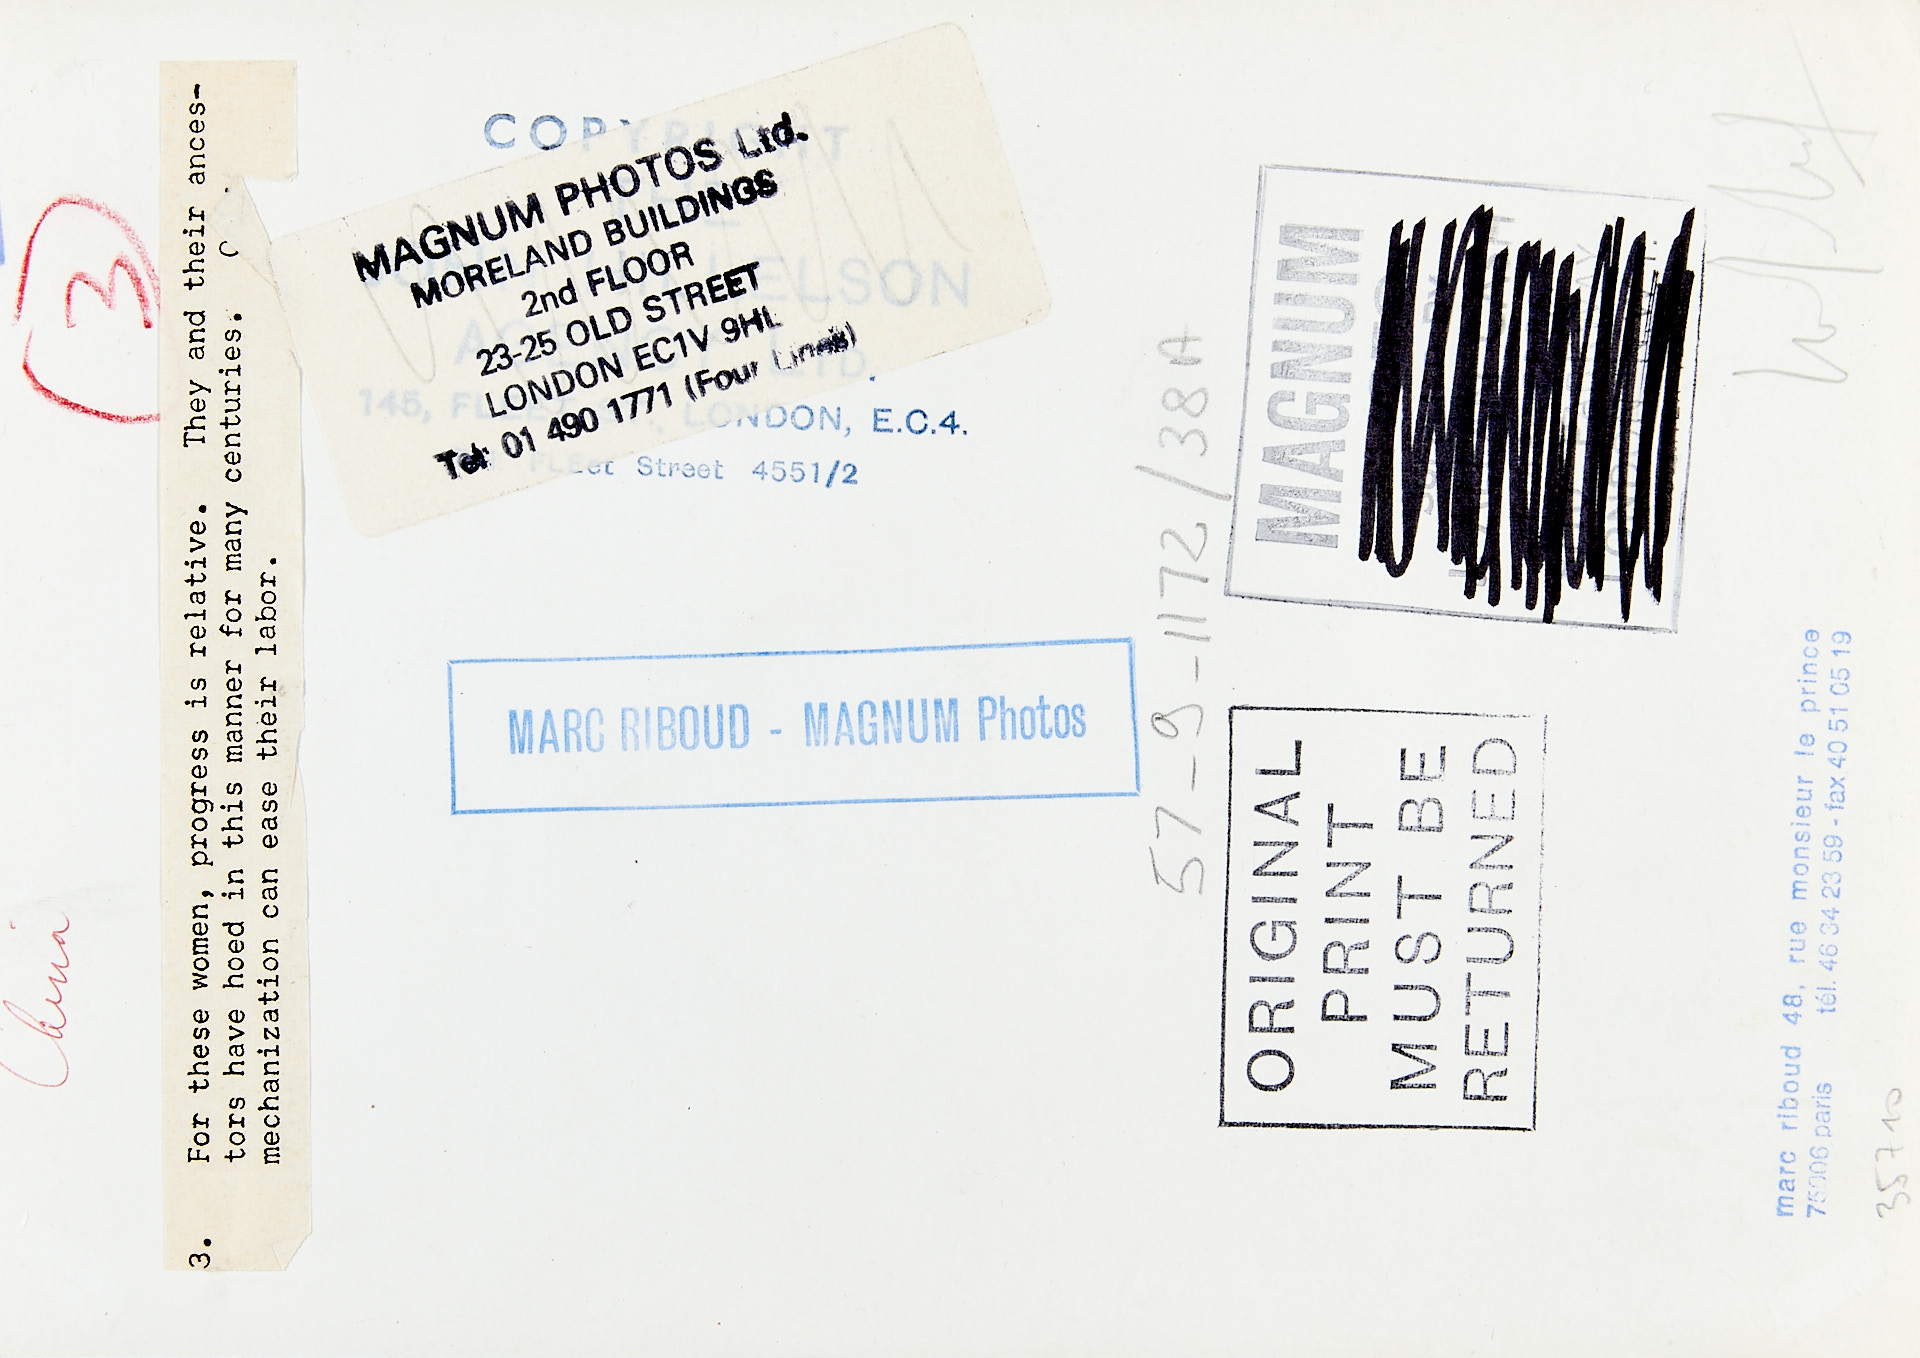 3. For these women, progress is relative. They and their ances-
tors have hoed in this manner for many centuries.
mechanization can ease their labor.
3
China
COPYRIGHT
ELSON
145, LONDON, E.C.4.
Fleet Street 4551/2
MAGNUM PHOTOS Ltd.
MORELAND BUILDINGS
2nd FLOOR
23-25 OLD STREET
LONDON EC1V 9HL
Tel: 01 490 1771 (Four Lines)
MARC RIBOUD - MAGNUM Photos
57-9-1172/38A
MAGNUM
ORIGINAL
PRINT
MUST BE
RETURNED
marc riboud 48, rue monsieur le prince
75006 paris tél. 46 34 23 59 - fax 40 51 05 19